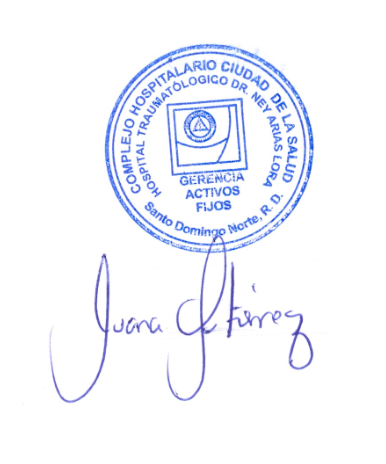 COMPLEJO HOSPITALARIO CIUDAD DE LA SALUD
HOSPITAL TRAUMATÓLOGICO DR. NEY ARIAS LORA
GERENCIA
ACTIVOS
FIJOS
Santo Domingo Norte, R. D.
Juana Gutiérrez